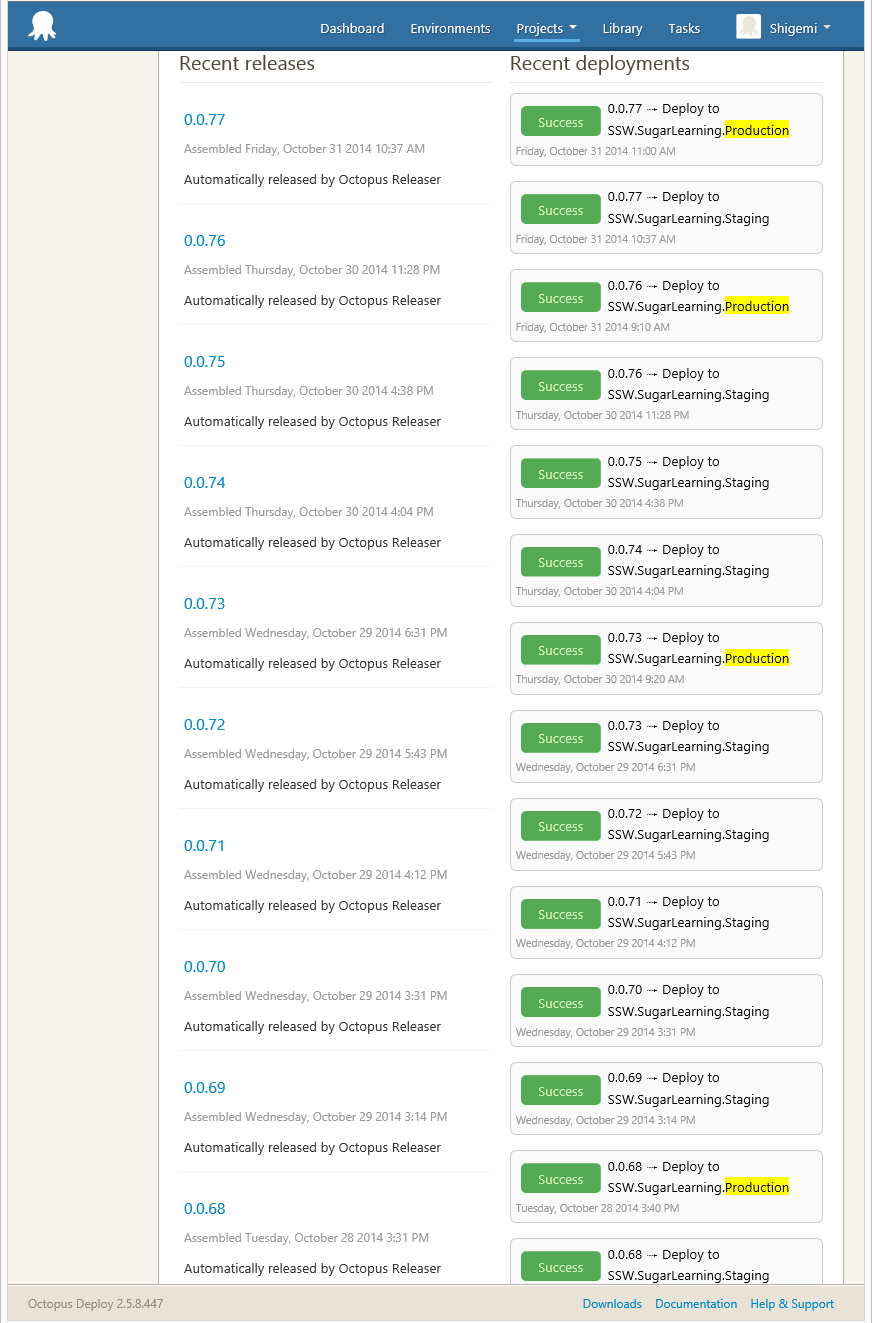 Dashboard Environments Projects Library Tasks Shigemi
Recent releases
0.0.77
Assembled Friday, October 31 2014 10:37 AM
Automatically released by Octopus Releaser
0.0.76
Assembled Thursday, October 30 2014 11:28 PM
Automatically released by Octopus Releaser
0.0.75
Assembled Thursday, October 30 2014 4:38 PM
Automatically released by Octopus Releaser
0.0.74
Assembled Thursday, October 30 2014 4:04 PM
Automatically released by Octopus Releaser
0.0.73
Assembled Wednesday, October 29 2014 6:31 PM
Automatically released by Octopus Releaser
0.0.72
Assembled Wednesday, October 29 2014 5:43 PM
Automatically released by Octopus Releaser
0.0.71
Assembled Wednesday, October 29 2014 4:12 PM
Automatically released by Octopus Releaser
0.0.70
Assembled Wednesday, October 29 2014 3:31 PM
Automatically released by Octopus Releaser
0.0.69
Assembled Wednesday, October 29 2014 3:14 PM
Automatically released by Octopus Releaser
0.0.68
Assembled Tuesday, October 28 2014 3:31 PM
Automatically released by Octopus Releaser
Recent deployments
Success
0.0.77 → Deploy to
SSW.SugarLearning.Production
Friday, October 31 2014 11:00 AM
Success
0.0.77 → Deploy to
SSW.SugarLearning.Staging
Friday, October 31 2014 10:37 AM
Success
0.0.76 → Deploy to
SSW.SugarLearning.Production
Friday, October 31 2014 9:10 AM
Success
0.0.76 → Deploy to
SSW.SugarLearning.Staging
Thursday, October 30 2014 11:28 PM
Success
0.0.75 → Deploy to
SSW.SugarLearning.Staging
Thursday, October 30 2014 4:38 PM
Success
0.0.74 → Deploy to
SSW.SugarLearning.Staging
Thursday, October 30 2014 4:04 PM
Success
0.0.73 → Deploy to
SSW.SugarLearning.Production
Thursday, October 30 2014 9:20 AM
Success
0.0.73 → Deploy to
SSW.SugarLearning.Staging
Wednesday, October 29 2014 6:31 PM
Success
0.0.72 → Deploy to
SSW.SugarLearning.Staging
Wednesday, October 29 2014 5:43 PM
Success
0.0.71 → Deploy to
SSW.SugarLearning.Staging
Wednesday, October 29 2014 4:12 PM
Success
0.0.70 → Deploy to
SSW.SugarLearning.Staging
Wednesday, October 29 2014 3:31 PM
Success
0.0.69 → Deploy to
SSW.SugarLearning.Staging
Wednesday, October 29 2014 3:14 PM
Success
0.0.68 → Deploy to
SSW.SugarLearning.Production
Tuesday, October 28 2014 3:40 PM
Success
0.0.68 → Deploy to
SSW.SugarLearning.Staging
Octopus Deploy 2.5.8.447
Downloads Documentation Help & Support